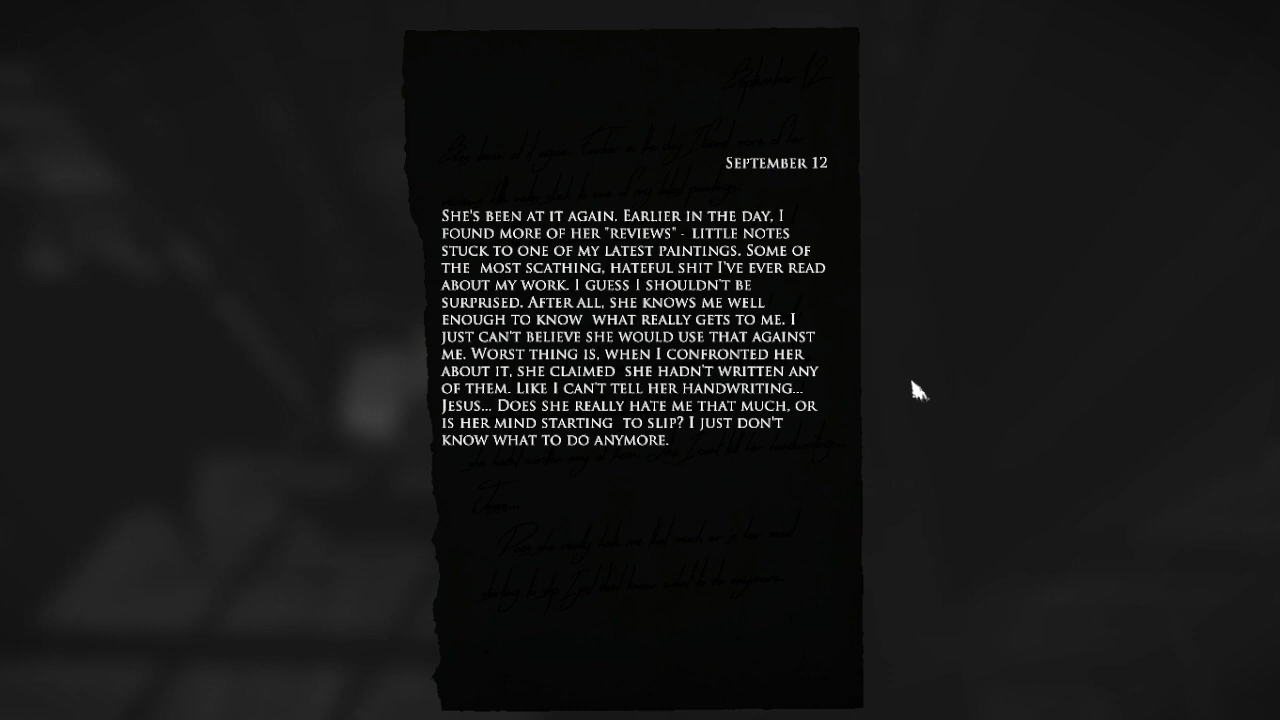 September 12
She's been at it again. Earlier in the day, I
found more of her "reviews" - little notes
stuck to one of my latest paintings. Some of
the most scathing, hateful shit I've ever read
about my work. I guess I shouldn't be
surprised. After all, she knows me well
enough to know what really gets to me. I
just can't believe she would use that against
me. Worst thing is, when I confronted her
about it, she claimed she hadn't written any
of them. Like I can't tell her handwriting...
Jesus... Does she really hate me that much, or
is her mind starting to slip? I just don't
know what to do anymore.